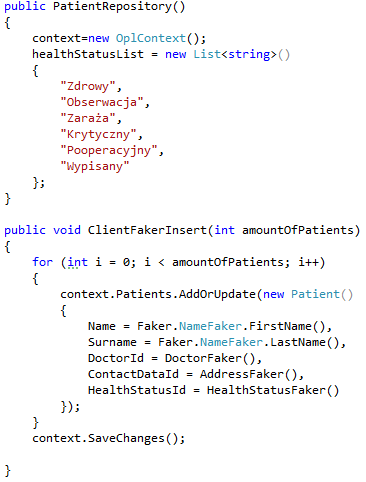 public PatientRepository()
{
context=new OplContext();
healthStatusList = new List<string>()
{
"Zdrowy",
"Obserwacja",
"Zaraża",
"Krytyczny",
"Pooperacyjny",
"Wypisany"
};
}
public void ClientFakerInsert(int amountOfPatients)
{
for (int i = 0; i < amountOfPatients; i++)
{
context.Patients.AddOrUpdate(new Patient()
{
Name = Faker.NameFaker.FirstName(),
Surname = Faker.NameFaker.LastName(),
DoctorId = DoctorFaker(),
ContactDataId = AddressFaker(),
HealthStatusId = HealthStatusFaker()
});
}
context.SaveChanges();
}